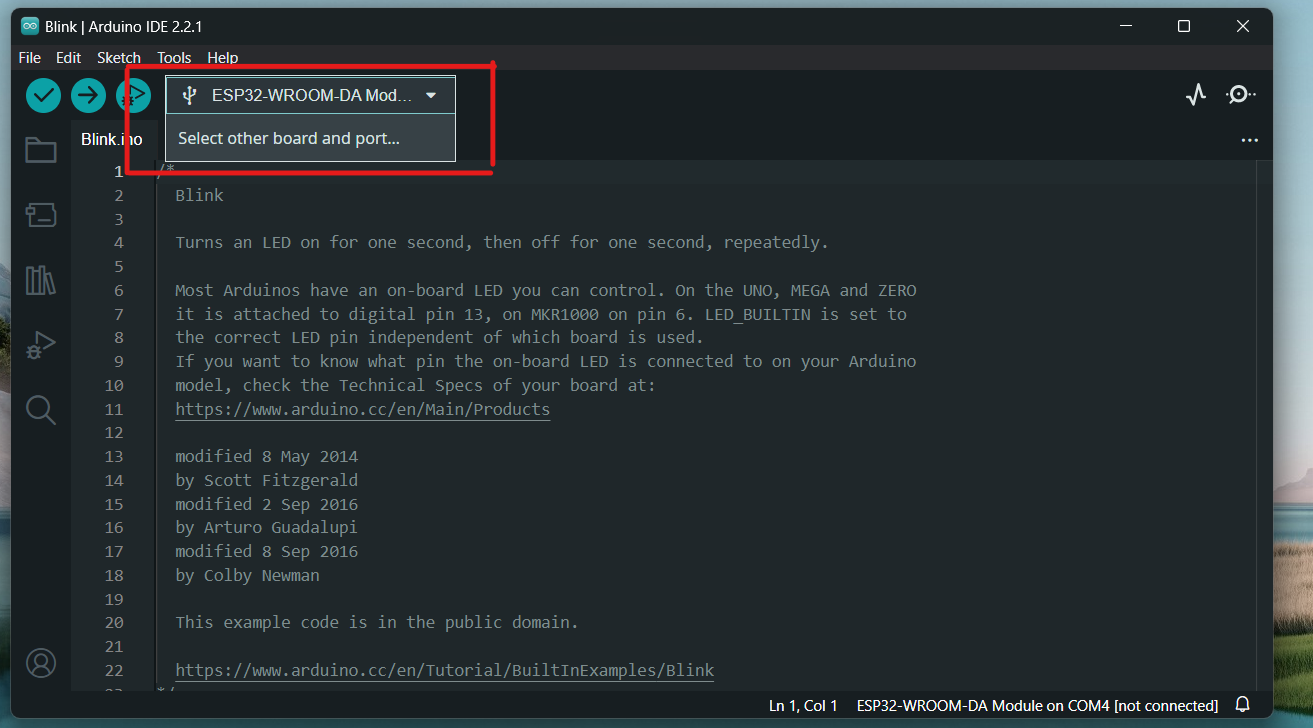 Blink | Arduino IDE 2.2.1
File Edit Sketch Tools Help
ESP32-WROOM-DA Mod...
Select other board and port...
Blink.ino
1 /*
2 Blink
3
4 Turns an LED on for one second, then off for one second, repeatedly.
5
6 Most Arduinos have an on-board LED you can control. On the UNO, MEGA and ZERO
7 it is attached to digital pin 13, on MKR1000 on pin 6. LED_BUILTIN is set to
8 the correct LED pin independent of which board is used.
9 If you want to know what pin the on-board LED is connected to on your Arduino
10 model, check the Technical Specs of your board at:
11 https://www.arduino.cc/en/Main/Products
12
13 modified 8 May 2014
14 by Scott Fitzgerald
15 modified 2 Sep 2016
16 by Arturo Guadalupi
17 modified 8 Sep 2016
18 by Colby Newman
19
20 This example code is in the public domain.
21
22 https://www.arduino.cc/en/Tutorial/BuiltInExamples/Blink
23 */
Ln 1, Col 1 ESP32-WROOM-DA Module on COM4 [not connected]